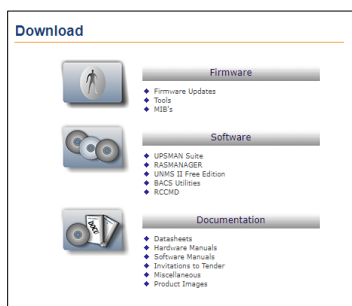 Download
Firmware
Firmware Updates
Tools
MIB's
Software
UPSMAN Suite
RASMANAGER
UNMS II Free Edition
BACS Utilities
RCCMD
DOCU
Documentation
Datasheets
Hardware Manuals
Software Manuals
Invitations to Tender
Miscellaneous
Product Images